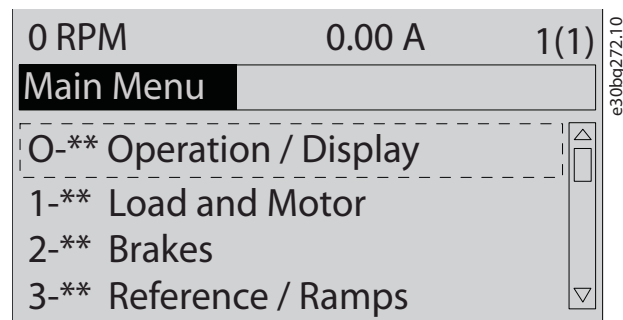 0 RPM 0.00 A 1(1)
Main Menu
O-** Operation / Display
1-** Load and Motor
2-** Brakes
3-** Reference / Ramps
e30bq272.10